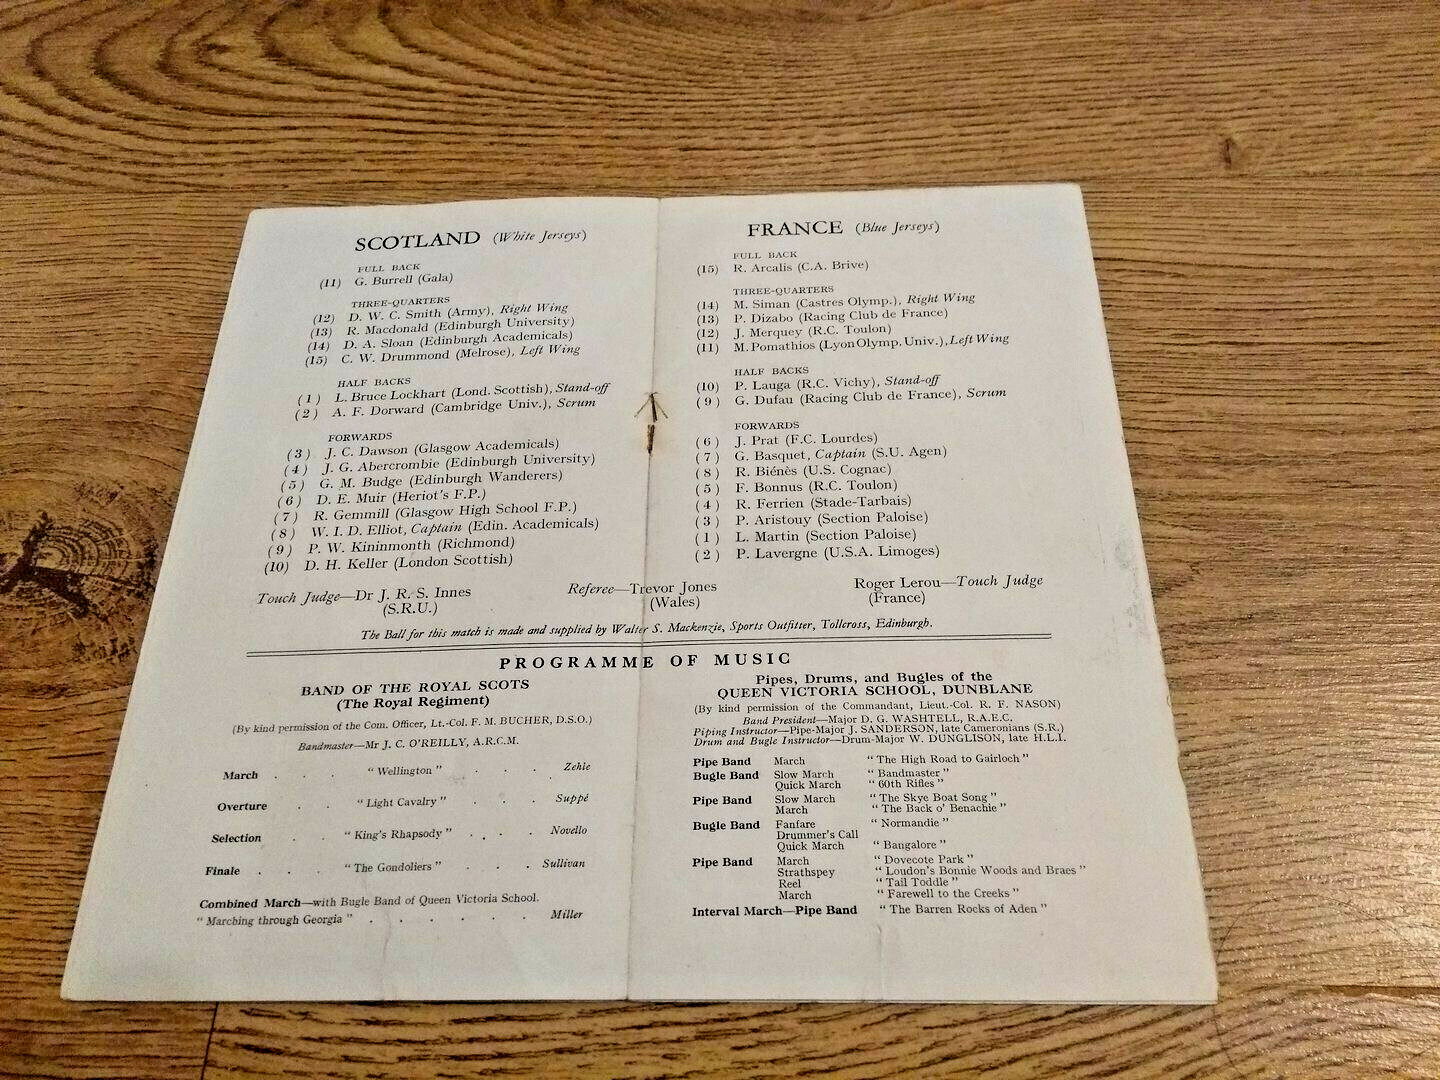 SCOTLAND (White Jerseys)
FULL BACK
(11) G. Burrell (Gala)
THREE-QUARTERS
(12) D. W. C. Smith (Army), Right Wing
(13) R. Macdonald (Edinburgh University)
(14) D. A. Sloan (Edinburgh Academicals)
(15) C. W. Drummond (Melrose), Left Wing
HALF BACKS
(1) L. Bruce Lockhart (Lond. Scottish), Stand-off
(2) A. F. Dorward (Cambridge Univ.), Scrum
FORWARDS
(3) J. C. Dawson (Glasgow Academicals)
(4) J. G. Abercrombie (Edinburgh University)
(5) G. M. Budge (Edinburgh Wanderers)
(6) D. E. Muir (Heriot's F.P.)
(7) R. Gemmill (Glasgow High School F.P.)
(8) W. I. D. Elliot, Captain (Edin. Academicals)
(9) P. W. Kininmonth (Richmond)
(10) D. H. Keller (London Scottish)
FRANCE (Blue Jerseys)
FULL BACK
(15) R. Arcalis (C.A. Brive)
THREE-QUARTERS
(14) M. Siman (Castres Olymp.), Right Wing
(13) P. Dizabo (Racing Club de France)
(12) J. Merquey (R.C. Toulon)
(11) M. Pomathios (Lyon Olymp. Univ.), Left Wing
HALF BACKS
(10) P. Lauga (R.C. Vichy), Stand-off
(9) G. Dufau (Racing Club de France), Scrum
FORWARDS
(6) J. Prat (F.C. Lourdes)
(7) G. Basquet, Captain (S.U. Agen)
(8) R. Biénès (U.S. Cognac)
(5) F. Bonnus (R.C. Toulon)
(4) R. Ferrien (Stade-Tarbais)
(3) P. Aristouy (Section Paloise)
(1) L. Martin (Section Paloise)
(2) P. Lavergne (U.S.A. Limoges)
Touch Judge—Dr J. R. S. Innes
(S.R.U.)
Referee—Trevor Jones
(Wales)
Roger Lerou—Touch Judge
(France)
The Ball for this match is made and supplied by Walter S. Mackenzie, Sports Outfitter, Tollcross, Edinburgh.
PROGRAMME OF MUSIC
BAND OF THE ROYAL SCOTS
(The Royal Regiment)
(By kind permission of the Com. Officer, Lt.-Col. F. M. BUCHER, D.S.O.)
Bandmaster—Mr J. C. O'REILLY, A.R.C.M.
March . . "Wellington" . . . Zehle
Overture . . "Light Cavalry" . . . Suppé
Selection . . "King's Rhapsody" . . . Novello
Finale . . . "The Gondoliers" . . . Sullivan
Combined March—with Bugle Band of Queen Victoria School.
"Marching through Georgia" . . . . . . Miller
Pipes, Drums, and Bugles of the
QUEEN VICTORIA SCHOOL, DUNBLANE
(By kind permission of the Commandant, Lieut.-Col. R. F. NASON)
Band President—Major D. G. WASHTELL, R.A.E.C.
Piping Instructor—Pipe-Major J. SANDERSON, late Cameronians (S.R.)
Drum and Bugle Instructor—Drum-Major W. DUNGLISON, late H.L.I.
Pipe Band March "The High Road to Gairloch"
Bugle Band Slow March "Bandmaster"
Quick March "60th Rifles"
Pipe Band Slow March "The Skye Boat Song"
March "The Back o' Benachie"
Bugle Band Fanfare "Normandie"
Drummer's Call
Quick March "Bangalore"
Pipe Band March "Dovecote Park"
Strathspey "Loudon's Bonnie Woods and Braes"
Reel "Tail Toddle"
March "Farewell to the Creeks"
Interval March—Pipe Band "The Barren Rocks of Aden"